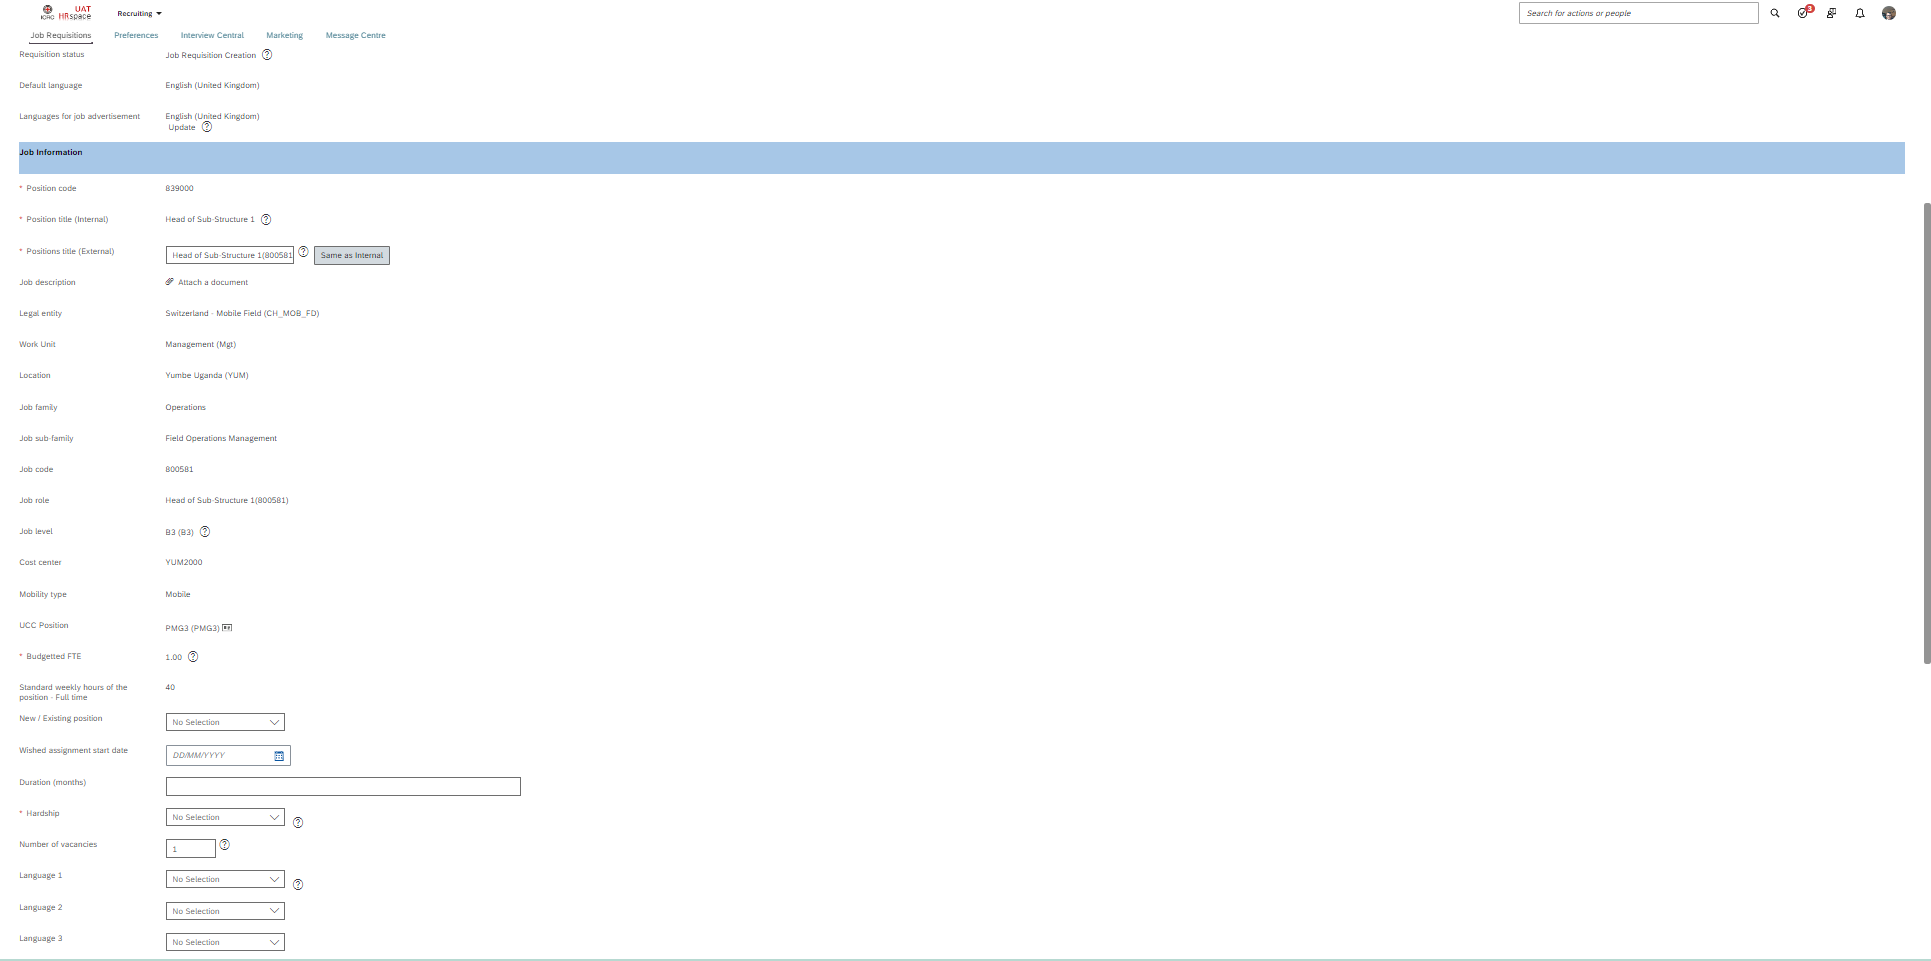 ICRC
UAT
HRspace
Recruiting
Search for actions or people
3
Job Requisitions
Preferences
Interview Central
Marketing
Message Centre
Requisition status
Job Requisition Creation ?
Default language
English (United Kingdom)
Languages for job advertisement
English (United Kingdom)
Update ?
Job Information
* Position code
839000
* Position title (Internal)
Head of Sub-Structure 1 ?
* Positions title (External)
Head of Sub-Structure 1(800581 ?
Same as Internal
Job description
Attach a document
Legal entity
Switzerland - Mobile Field (CH_MOB_FD)
Work Unit
Management (Mgt)
Location
Yumbe Uganda (YUM)
Job family
Operations
Job sub-family
Field Operations Management
Job code
800581
Job role
Head of Sub-Structure 1(800581)
Job level
B3 (B3) ?
Cost center
YUM2000
Mobility type
Mobile
UCC Position
PMG3 (PMG3)
* Budgetted FTE
1.00 ?
Standard weekly hours of the
position - Full time
40
New / Existing position
No Selection
Wished assignment start date
DD/MM/YYYY
Duration (months)
* Hardship
No Selection ?
Number of vacancies
1 ?
Language 1
No Selection ?
Language 2
No Selection
Language 3
No Selection